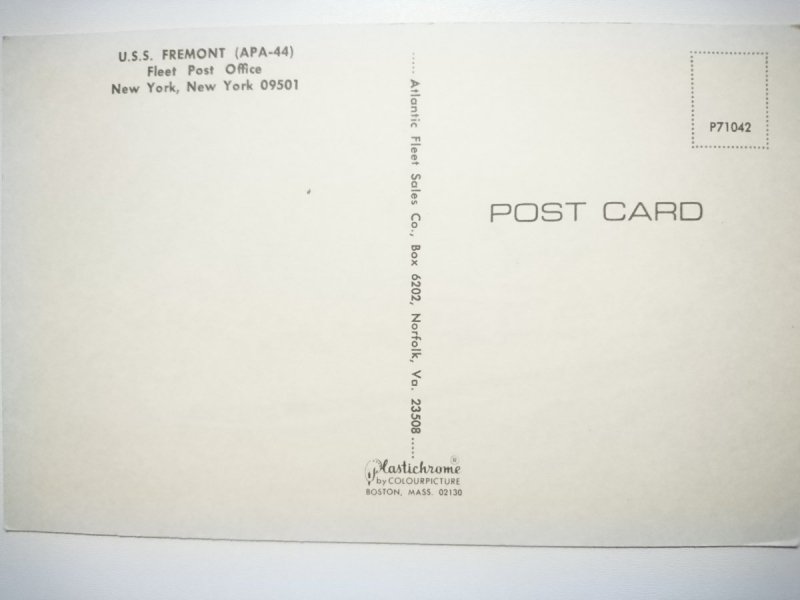 U.S.S. FREMONT (APA-44)
Fleet Post Office
New York, New York 09501
Atlantic Fleet Sales Co., Box 6202, Norfolk, Va. 23508
P71042
POST CARD
Plastichrome ®
by COLOURPICTURE
BOSTON, MASS. 02130